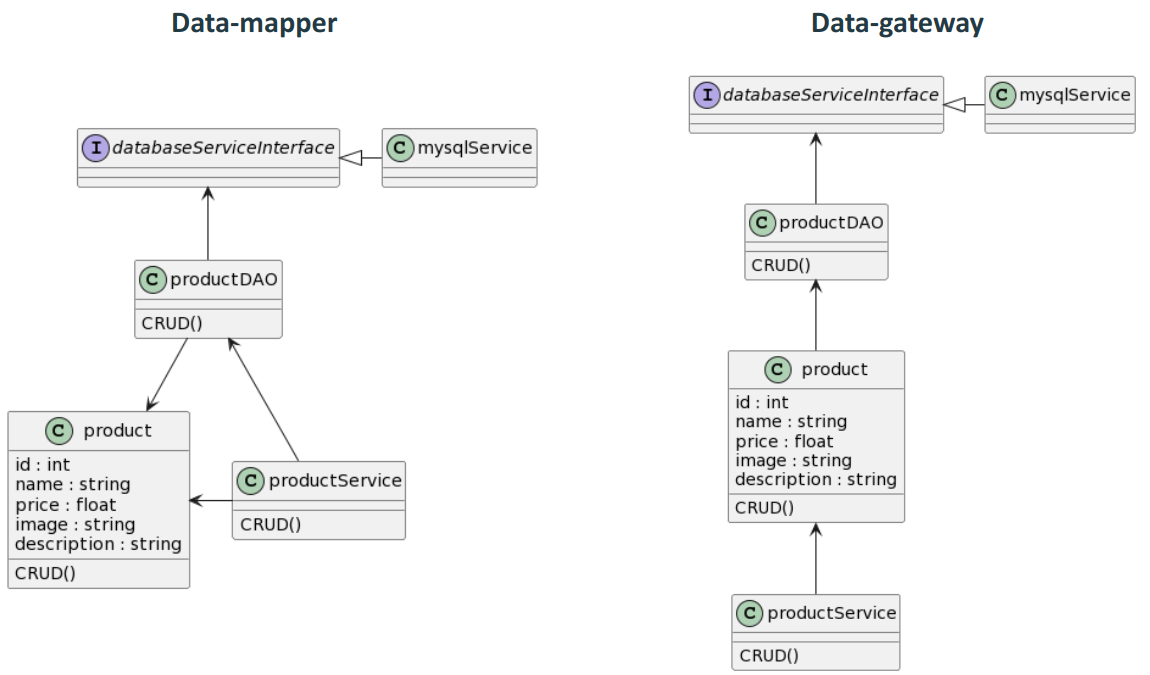 Data-mapper
I databaseServiceInterface
C mysqlService
C productDAO
CRUD()
C product
id : int
name : string
price : float
image : string
description : string
CRUD()
C productService
CRUD()
Data-gateway
I databaseServiceInterface
C mysqlService
C productDAO
CRUD()
C product
id : int
name : string
price : float
image : string
description : string
CRUD()
C productService
CRUD()